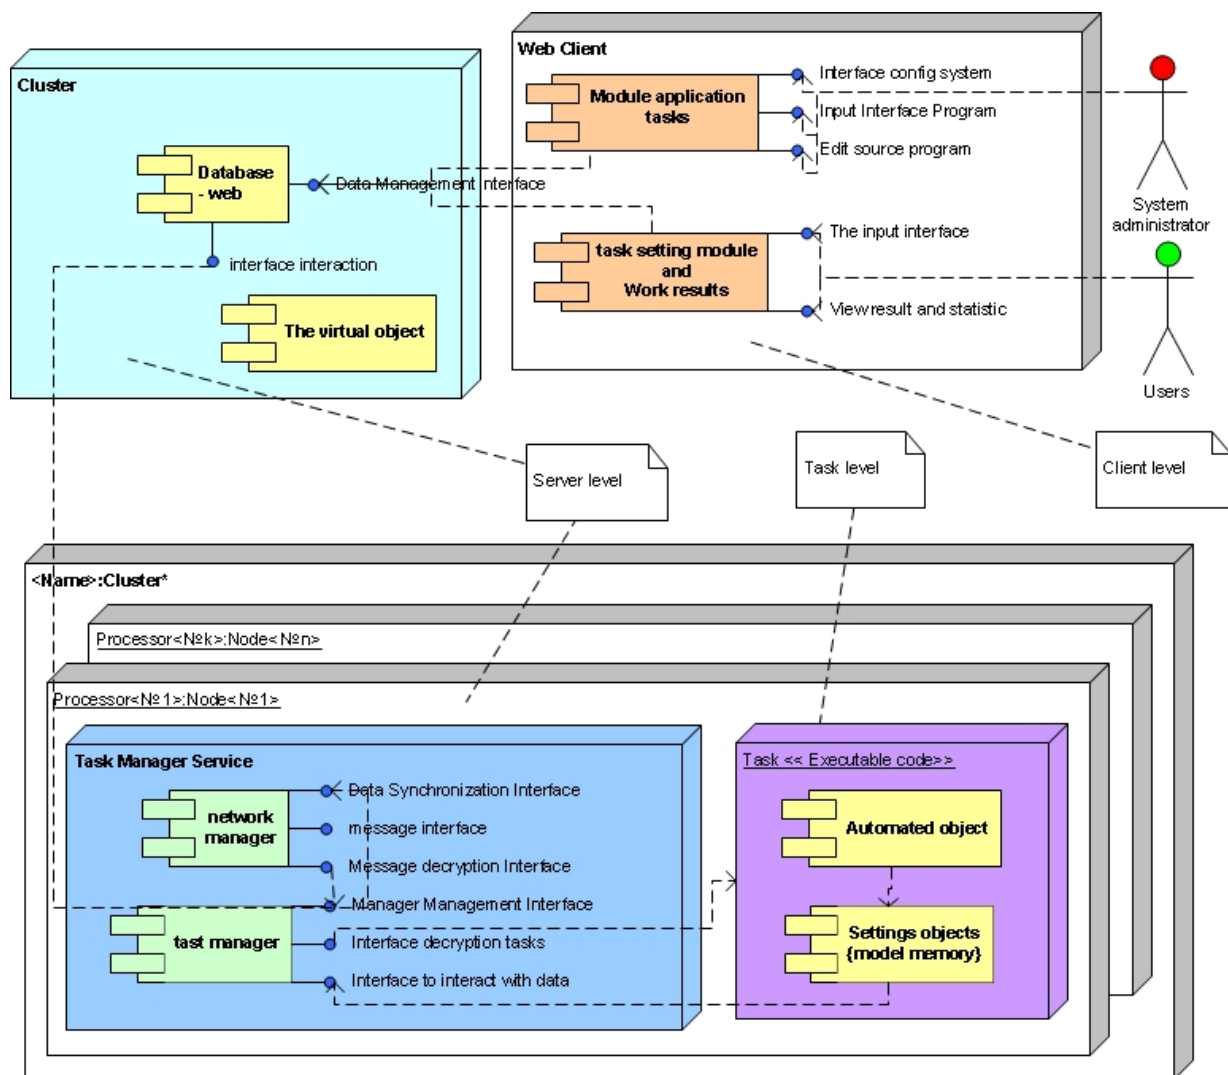 Cluster
Database
- web
Data Management interface
interface interaction
The virtual object
Web Client
Module application
tasks
Interface config system
Input Interface Program
Edit source program
task setting module
and
Work results
The input interface
View result and statistic
System
administrator
Users
Server level
Task level
Client level
<Name>:Cluster*
Processor<№k>:Node<№n>
Processor<№1>:Node<№1>
Task Manager Service
network
manager
Data Synchronization Interface
message interface
Message decryption Interface
tast manager
Manager Management Interface
Interface decryption tasks
Interface to interact with data
Task << Executable code>>
Automated object
Settings objects
{model memory}